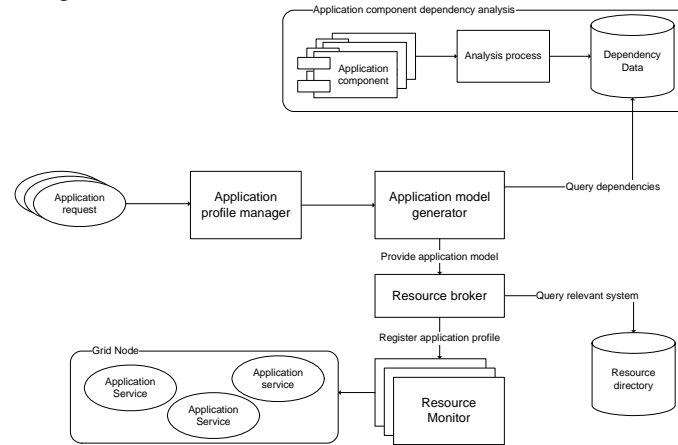 Application component dependency analysis
Application
component
Analysis process
Dependency
Data
Application
request
Application
profile manager
Application model
generator
Query dependencies
Provide application model
Resource broker
Query relevant system
Register application profile
Grid Node
Application
Service
Application
Service
Application
service
Resource
Monitor
Resource
directory